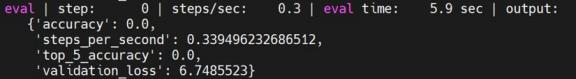 eval | step: 0 | steps/sec: 0.3 | eval time: 5.9 sec | output:
{'accuracy': 0.0,
'steps_per_second': 0.339496232686512,
'top_5_accuracy': 0.0,
'validation_loss': 6.7485523}